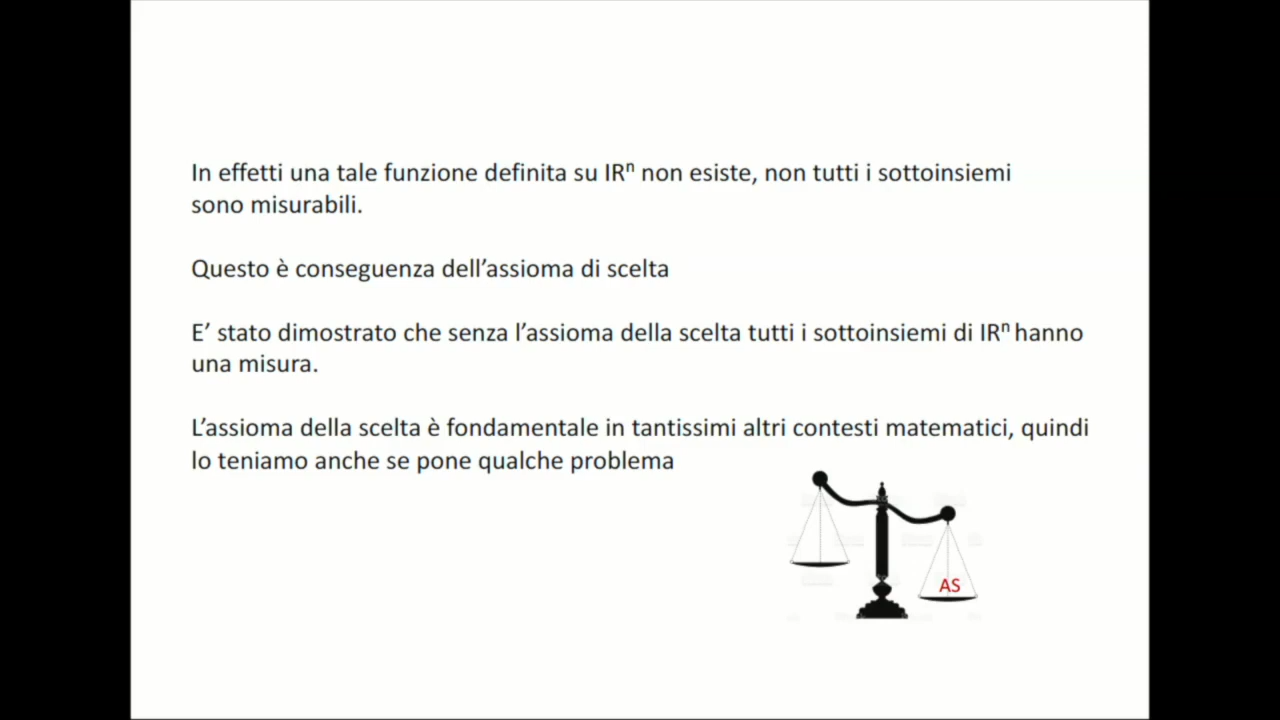 In effetti una tale funzione definita su IRⁿ non esiste, non tutti i sottoinsiemi
sono misurabili.
Questo è conseguenza dell’assioma di scelta
E’ stato dimostrato che senza l’assioma della scelta tutti i sottoinsiemi di IRⁿ hanno
una misura.
L’assioma della scelta è fondamentale in tantissimi altri contesti matematici, quindi
lo teniamo anche se pone qualche problema
AS